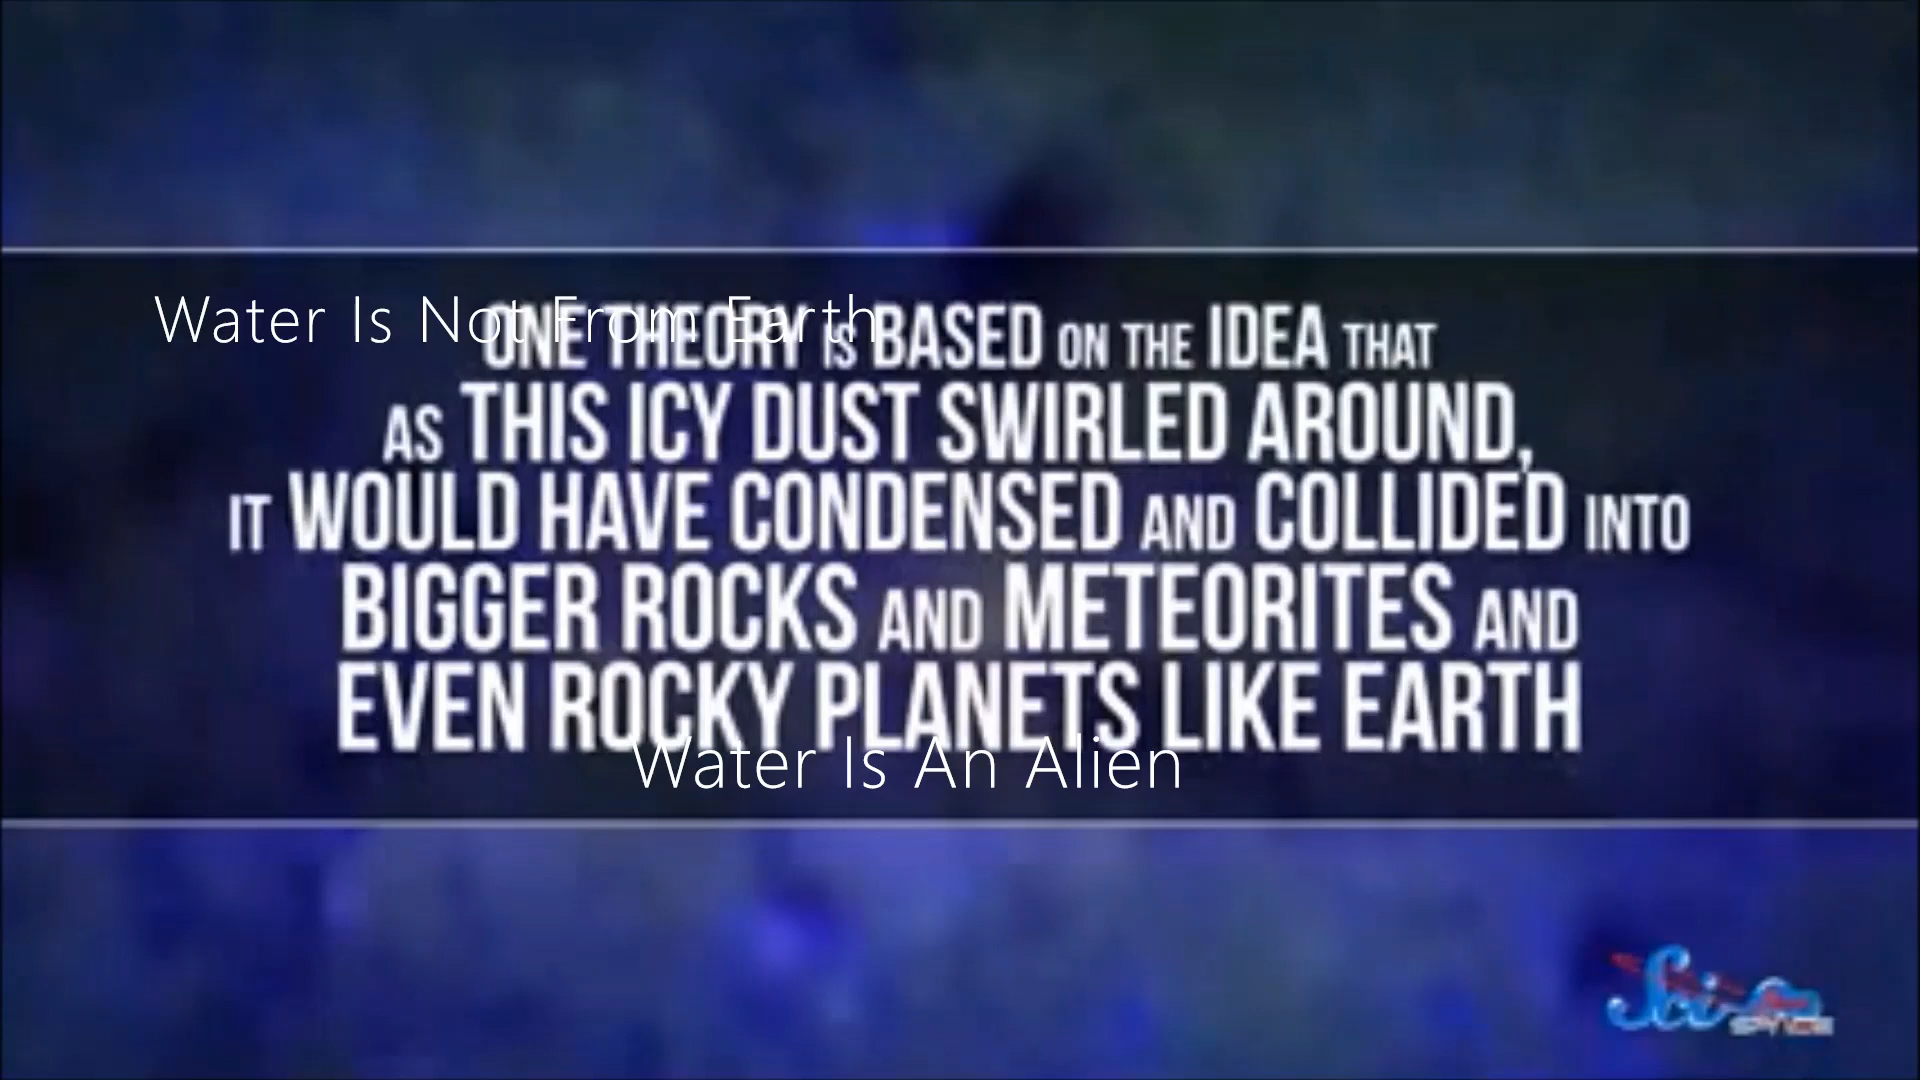 Water Is Not From Earth
ONE THEORY IS BASED ON THE IDEA THAT
AS THIS ICY DUST SWIRLED AROUND,
IT WOULD HAVE CONDENSED AND COLLIDED INTO
BIGGER ROCKS AND METEORITES AND
EVEN ROCKY PLANETS LIKE EARTH
Water Is An Alien
Sci
SPACE